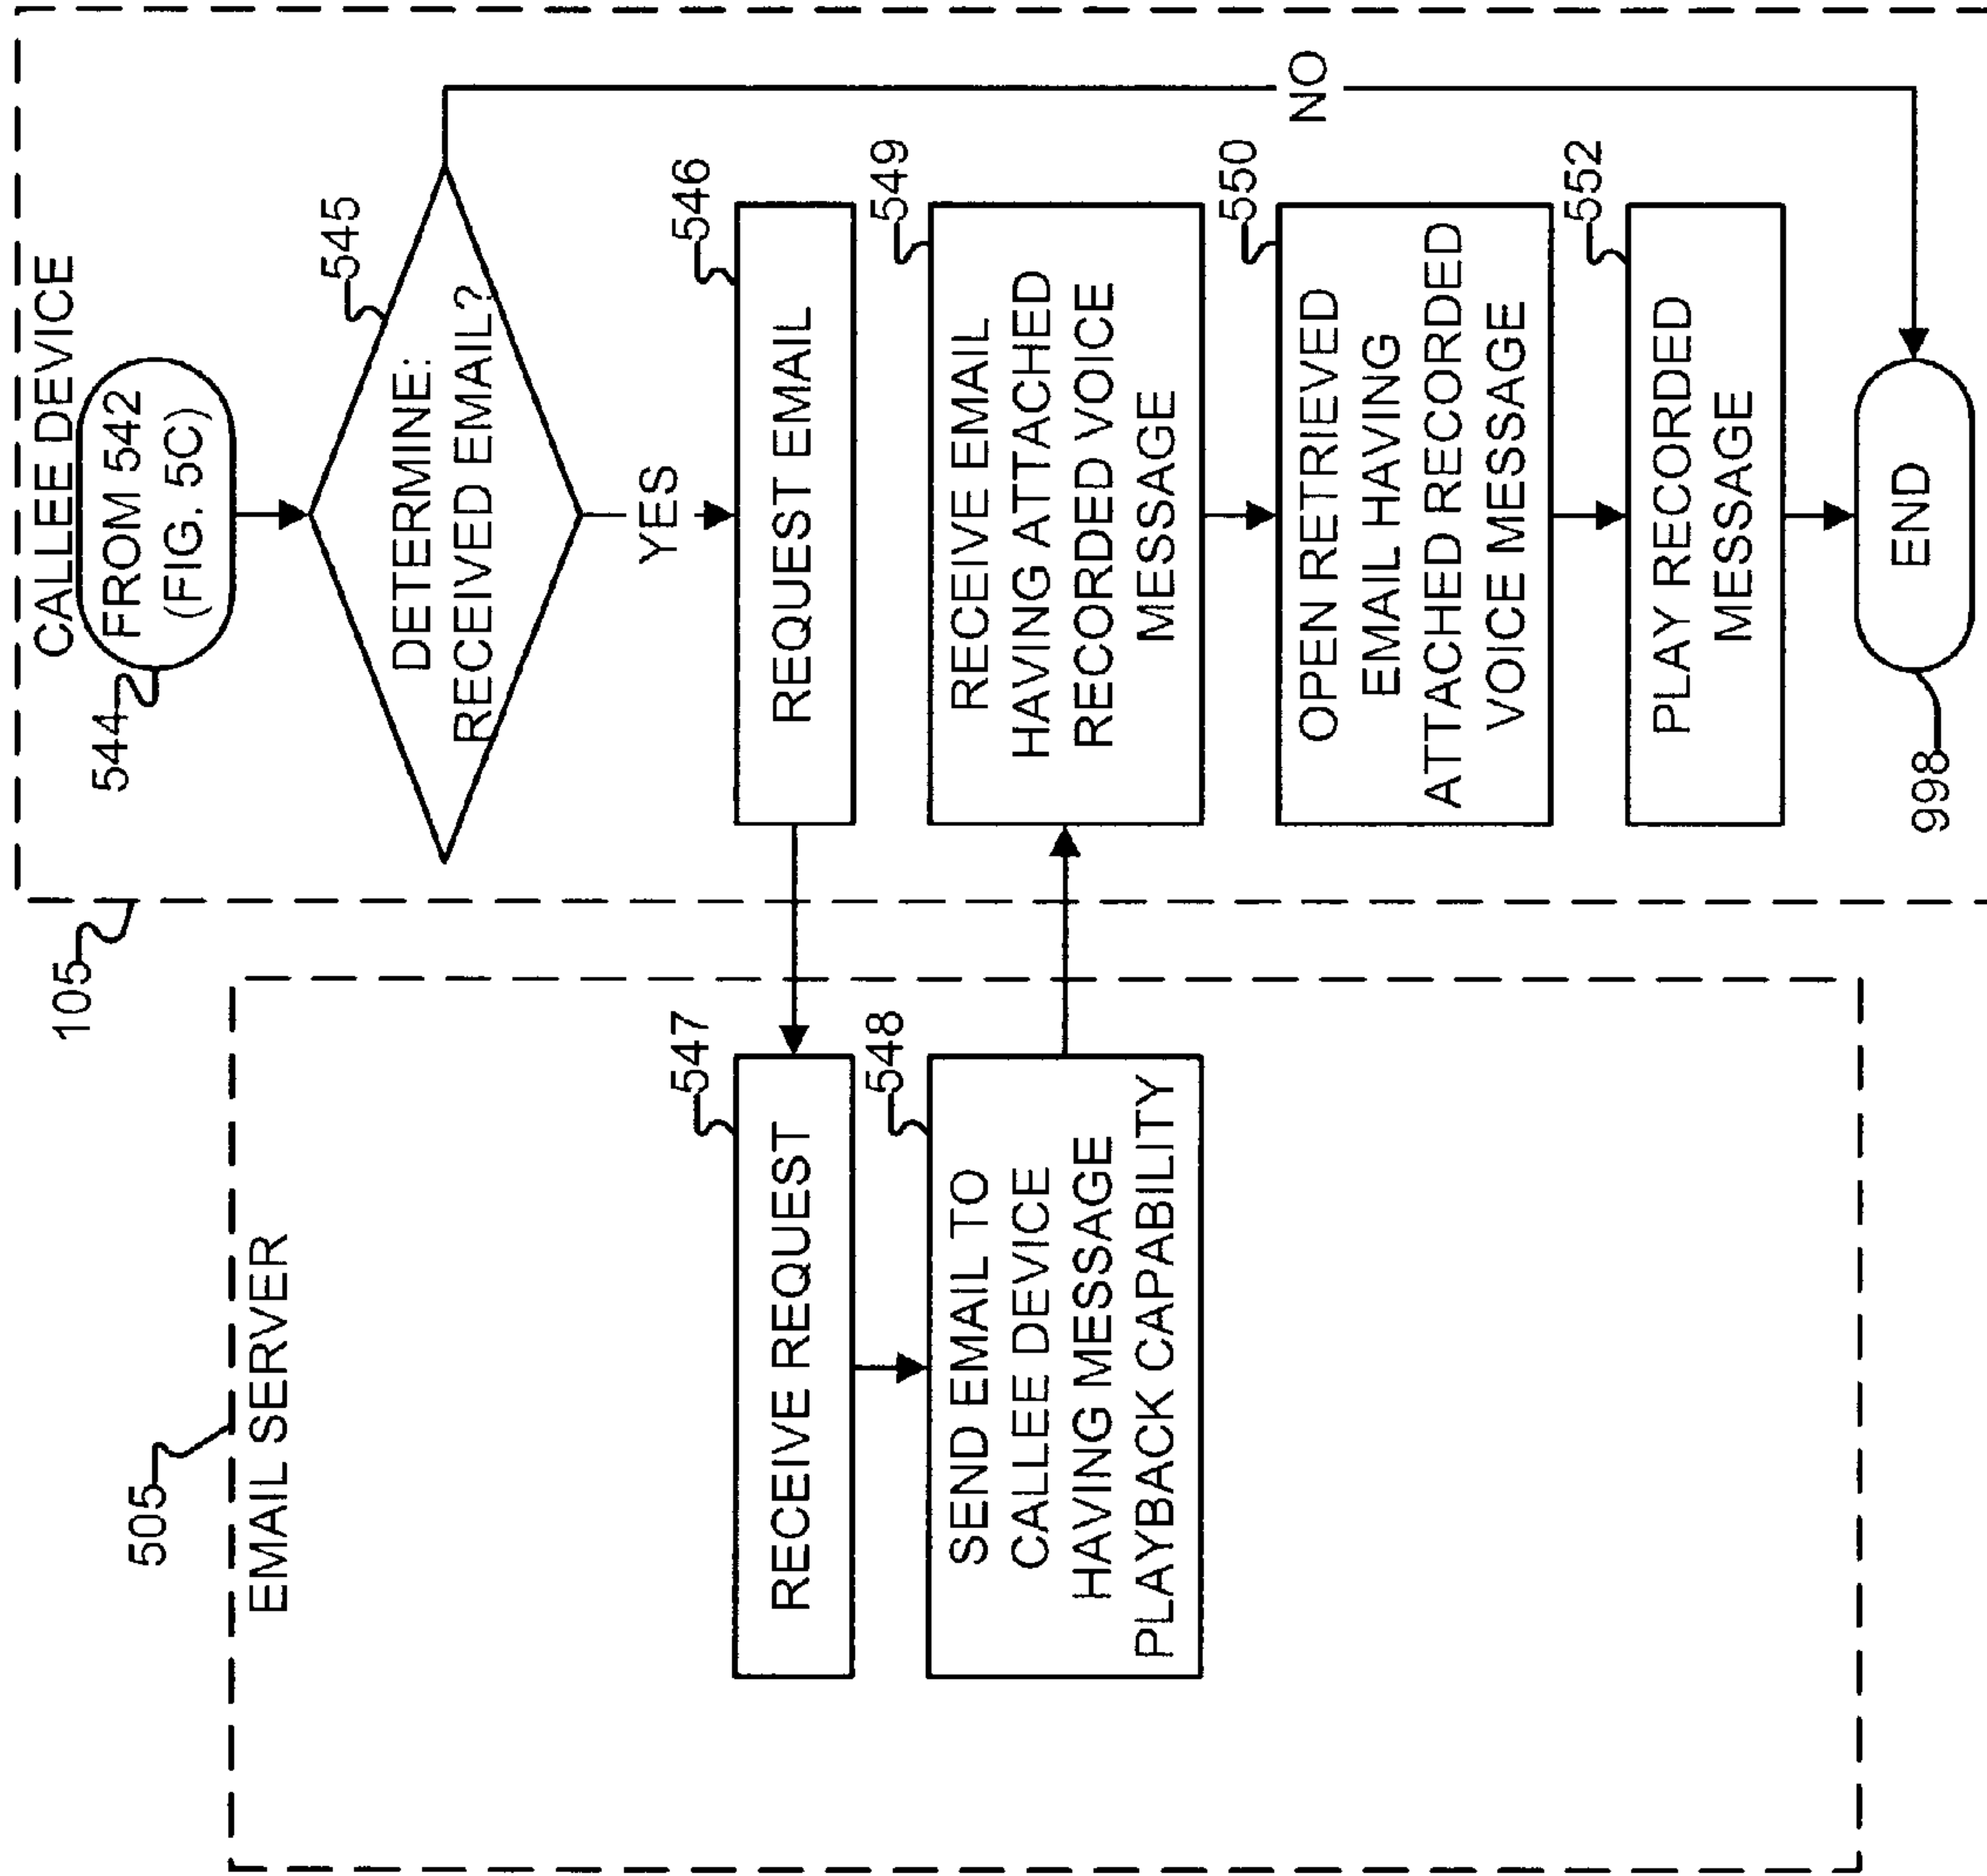 505
EMAIL SERVER
547
RECEIVE REQUEST
548
SEND EMAIL TO
CALLEE DEVICE
HAVING MESSAGE
PLAYBACK CAPABILITY
105
CALLEE DEVICE
544
FROM 542
(FIG. 5C)
545
DETERMINE:
RECEIVED EMAIL?
YES
NO
546
REQUEST EMAIL
549
RECEIVE EMAIL
HAVING ATTACHED
RECORDED VOICE
MESSAGE
550
OPEN RETRIEVED
EMAIL HAVING
ATTACHED RECORDED
VOICE MESSAGE
552
PLAY RECORDED
MESSAGE
998
END